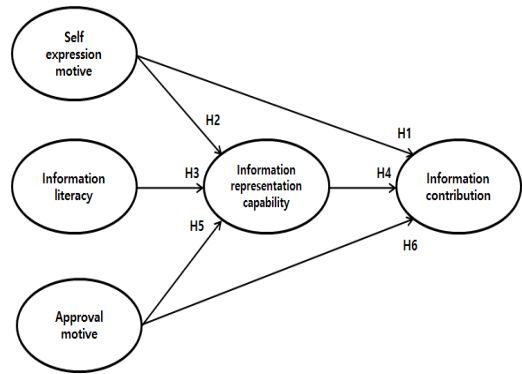 Self
expression
motive
H2
H1
Information
literacy
H3
Information
representation
capability
H4
Information
contribution
H5
H6
Approval
motive